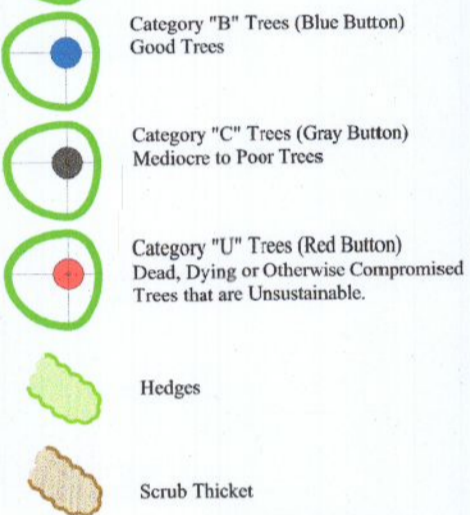 Category "B" Trees (Blue Button)
Good Trees
Category "C" Trees (Gray Button)
Mediocre to Poor Trees
Category "U" Trees (Red Button)
Dead, Dying or Otherwise Compromised
Trees that are Unsustainable.
Hedges
Scrub Thicket